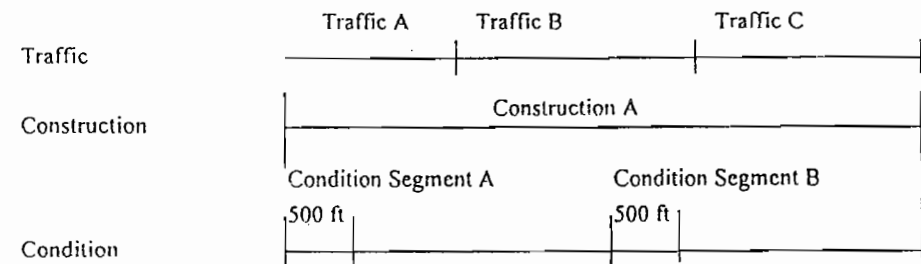 Traffic A Traffic B Traffic C
Traffic
Construction A
Construction
Condition Segment A Condition Segment B
500 ft 500 ft
Condition